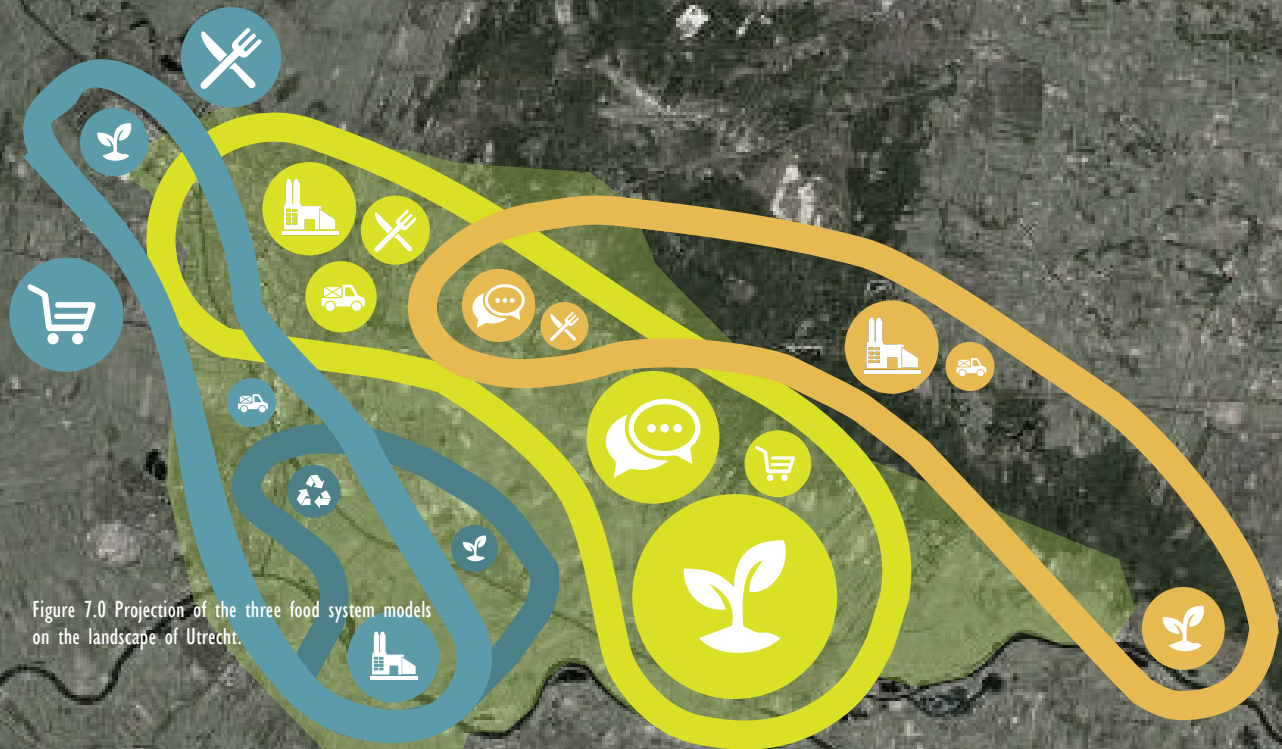 Figure 7.0 Projection of the three food system models
on the landscape of Utrecht.